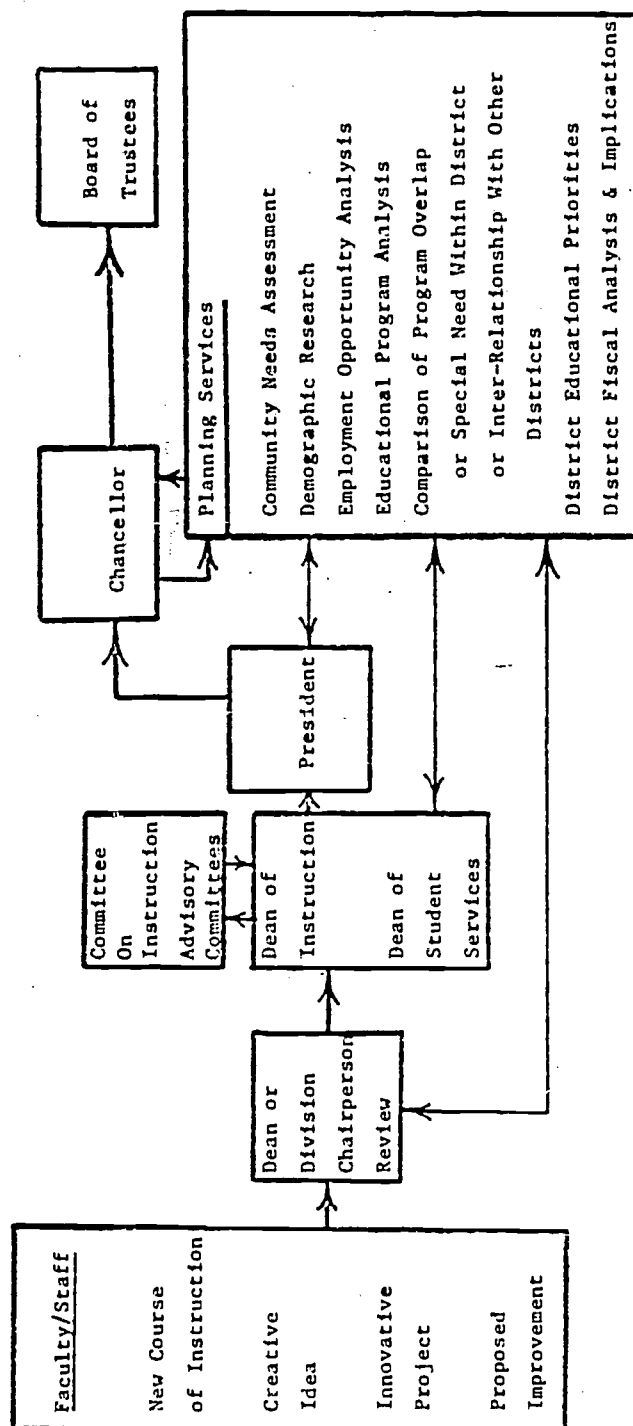 Faculty/Staff
New Course
of Instruction
Creative
Idea
Innovative
Project
Proposed
Improvement
Dean or
Division
Chairperson
Review
Committee
On
Instruction
Advisory
Committees
Dean of
Instruction
Dean of
Student
Services
President
Chancellor
Board of
Trustees
Planning Services
Community Needs Assessment
Demographic Research
Employment Opportunity Analysis
Educational Program Analysis
Comparison of Program Overlap
or Special Need Within District
or Inter-Relationship With Other
Districts
District Educational Priorities
District Fiscal Analysis & Implications